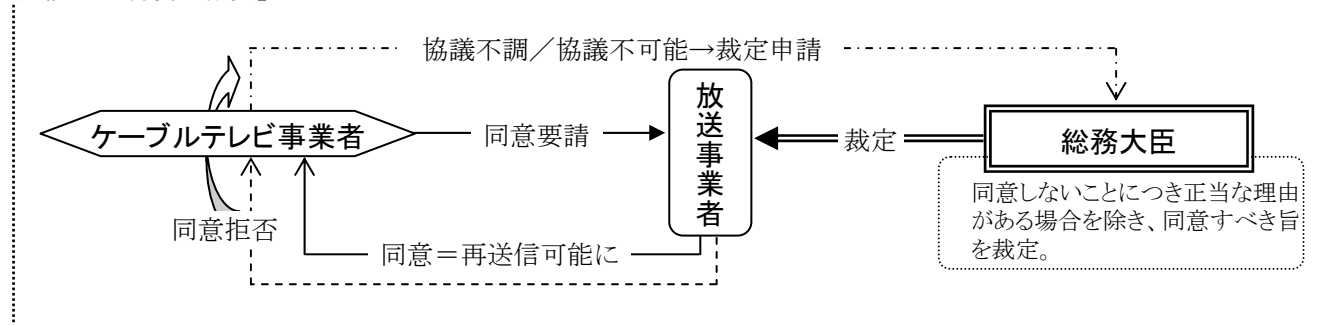 協議不調／協議不可能→裁定申請
放送事業者
ケーブルテレビ事業者
同意要請
裁定
総務大臣
同意しないことにつき正当な理由
がある場合を除き、同意すべき旨
を裁定。
同意拒否
同意＝再送信可能に